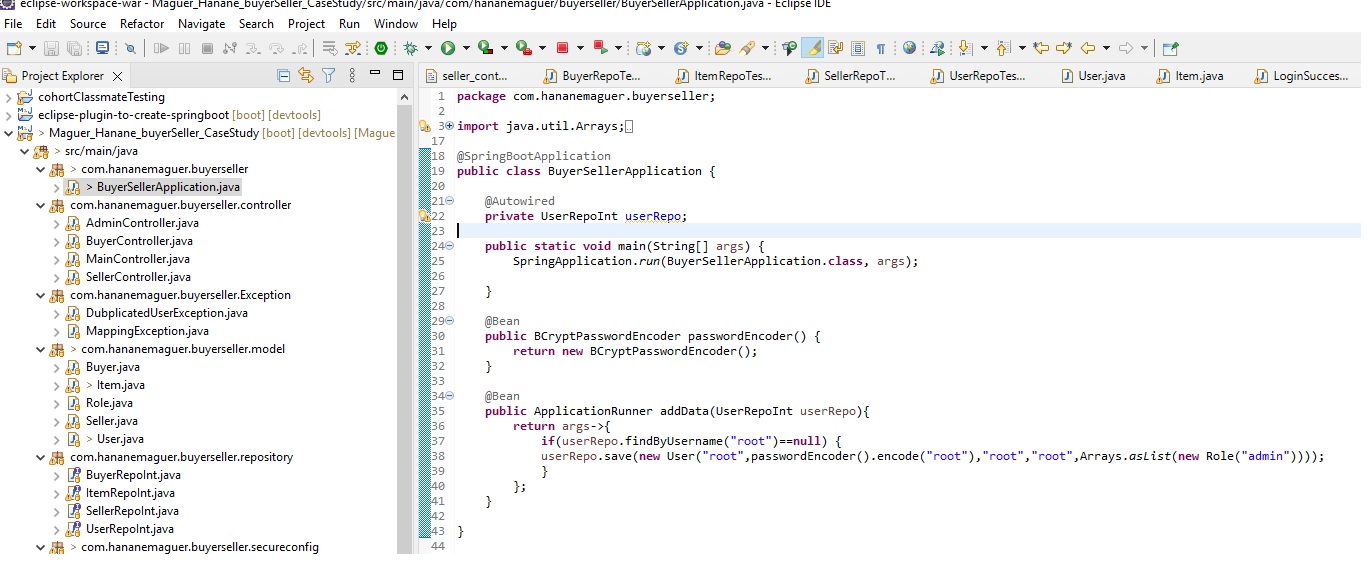 eclipse-workspace-war - Maguer_Hanane_buyerSeller_CaseStudy/src/main/java/com/hananemaguer/buyerseller/BuyerSellerApplication.java - Eclipse IDE
File Edit Source Refactor Navigate Search Project Run Window Help
Project Explorer
cohortClassmateTesting
eclipse-plugin-to-create-springboot [boot] [devtools]
> Maguer_Hanane_buyerSeller_CaseStudy [boot] [devtools] [Mague
> src/main/java
> com.hananemaguer.buyerseller
> BuyerSellerApplication.java
com.hananemaguer.buyerseller.controller
AdminController.java
BuyerController.java
MainController.java
SellerController.java
com.hananemaguer.buyerseller.Exception
DubplicatedUserException.java
MappingException.java
> com.hananemaguer.buyerseller.model
Buyer.java
> Item.java
Role.java
Seller.java
> User.java
com.hananemaguer.buyerseller.repository
BuyerRepoInt.java
ItemRepoInt.java
SellerRepoInt.java
UserRepoInt.java
> com.hananemaguer.buyerseller.secureconfig
seller_cont... BuyerRepoTe... ItemRepoTes... SellerRepoT... UserRepoTes... User.java Item.java LoginSucces...
1 package com.hananemaguer.buyerseller;
2
3 import java.util.Arrays;
17
18 @SpringBootApplication
19 public class BuyerSellerApplication {
20
21 @Autowired
22 private UserRepoInt userRepo;
23
24 public static void main(String[] args) {
25 SpringApplication.run(BuyerSellerApplication.class, args);
26
27 }
28
29 @Bean
30 public BCryptPasswordEncoder passwordEncoder() {
31 return new BCryptPasswordEncoder();
32 }
33
34 @Bean
35 public ApplicationRunner addData(UserRepoInt userRepo){
36 return args->{
37 if(userRepo.findByUsername("root")==null) {
38 userRepo.save(new User("root",passwordEncoder().encode("root"),"root","root",Arrays.asList(new Role("admin"))));
39 }
40 };
41 }
42
43 }
44